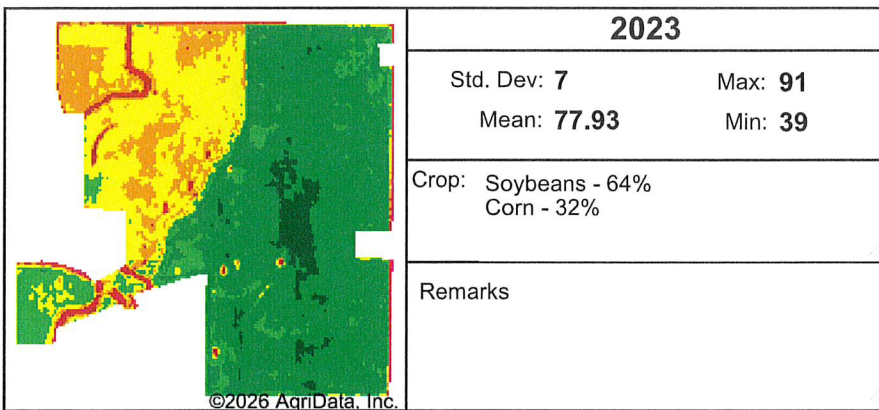 2023
Std. Dev: 7 Max: 91
Mean: 77.93 Min: 39
Crop: Soybeans - 64%
Corn - 32%
Remarks
©2026 AgriData, Inc.